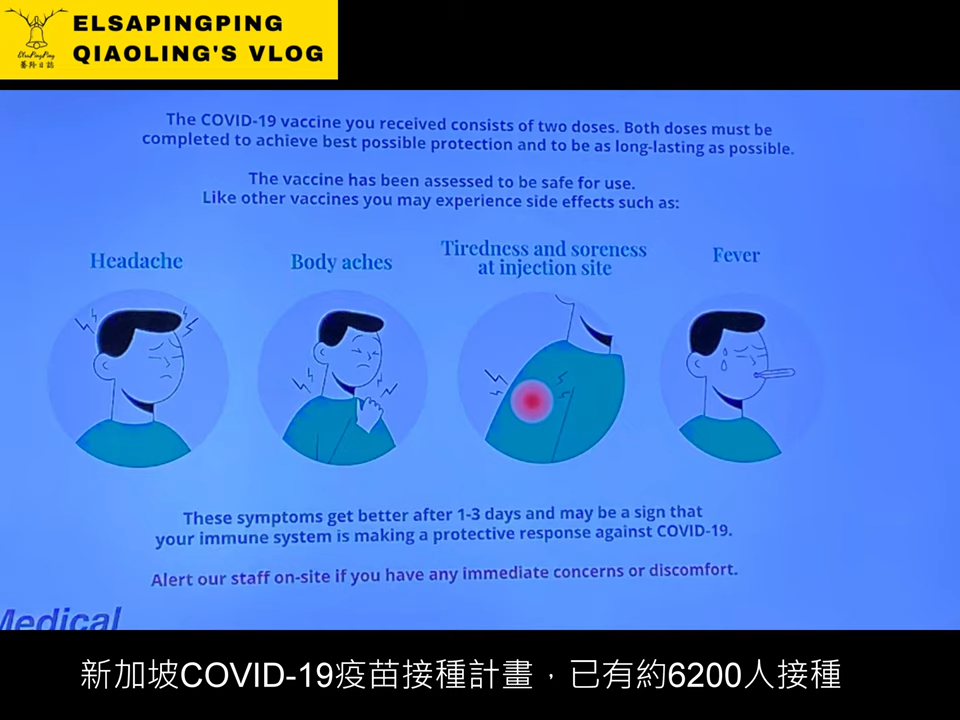 ELSAPINGPING
QIAOLING'S VLOG
ElsaPingPing
The COVID-19 vaccine you received consists of two doses. Both doses must be
completed to achieve best possible protection and to be as long-lasting as possible.
The vaccine has been assessed to be safe for use.
Like other vaccines you may experience side effects such as:
Headache
Body aches
Tiredness and soreness
at injection site
Fever
These symptoms get better after 1-3 days and may be a sign that
your immune system is making a protective response against COVID-19.
Alert our staff on-site if you have any immediate concerns or discomfort.
Medical
新加坡COVID-19疫苗接種計畫，已有約6200人接種